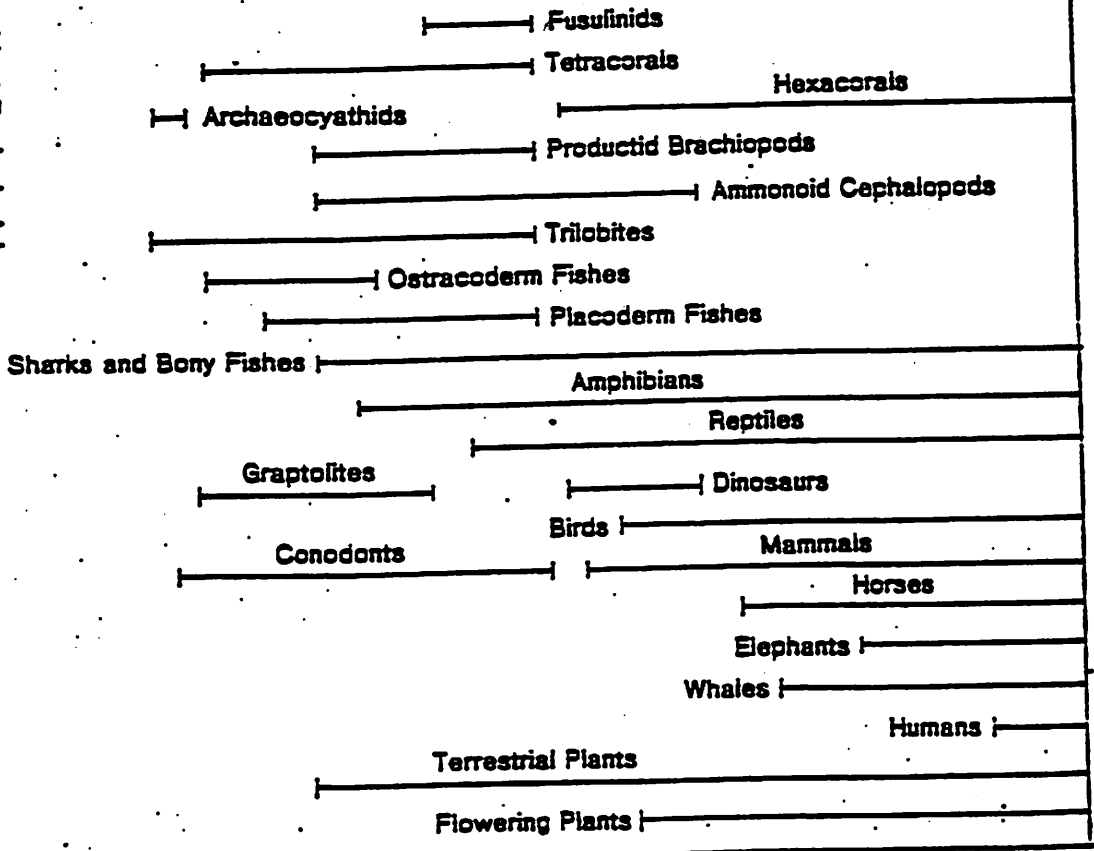 Fusulinids
Tetracorals
Hexacorals
Archaeocyathids
Productid Brachiopods
Ammonoid Cephalopods
Trilobites
Ostracoderm Fishes
Placoderm Fishes
Sharks and Bony Fishes
Amphibians
Reptiles
Graptolites
Dinosaurs
Birds
Mammals
Conodonts
Horses
Elephants
Whales
Humans
Terrestrial Plants
Flowering Plants